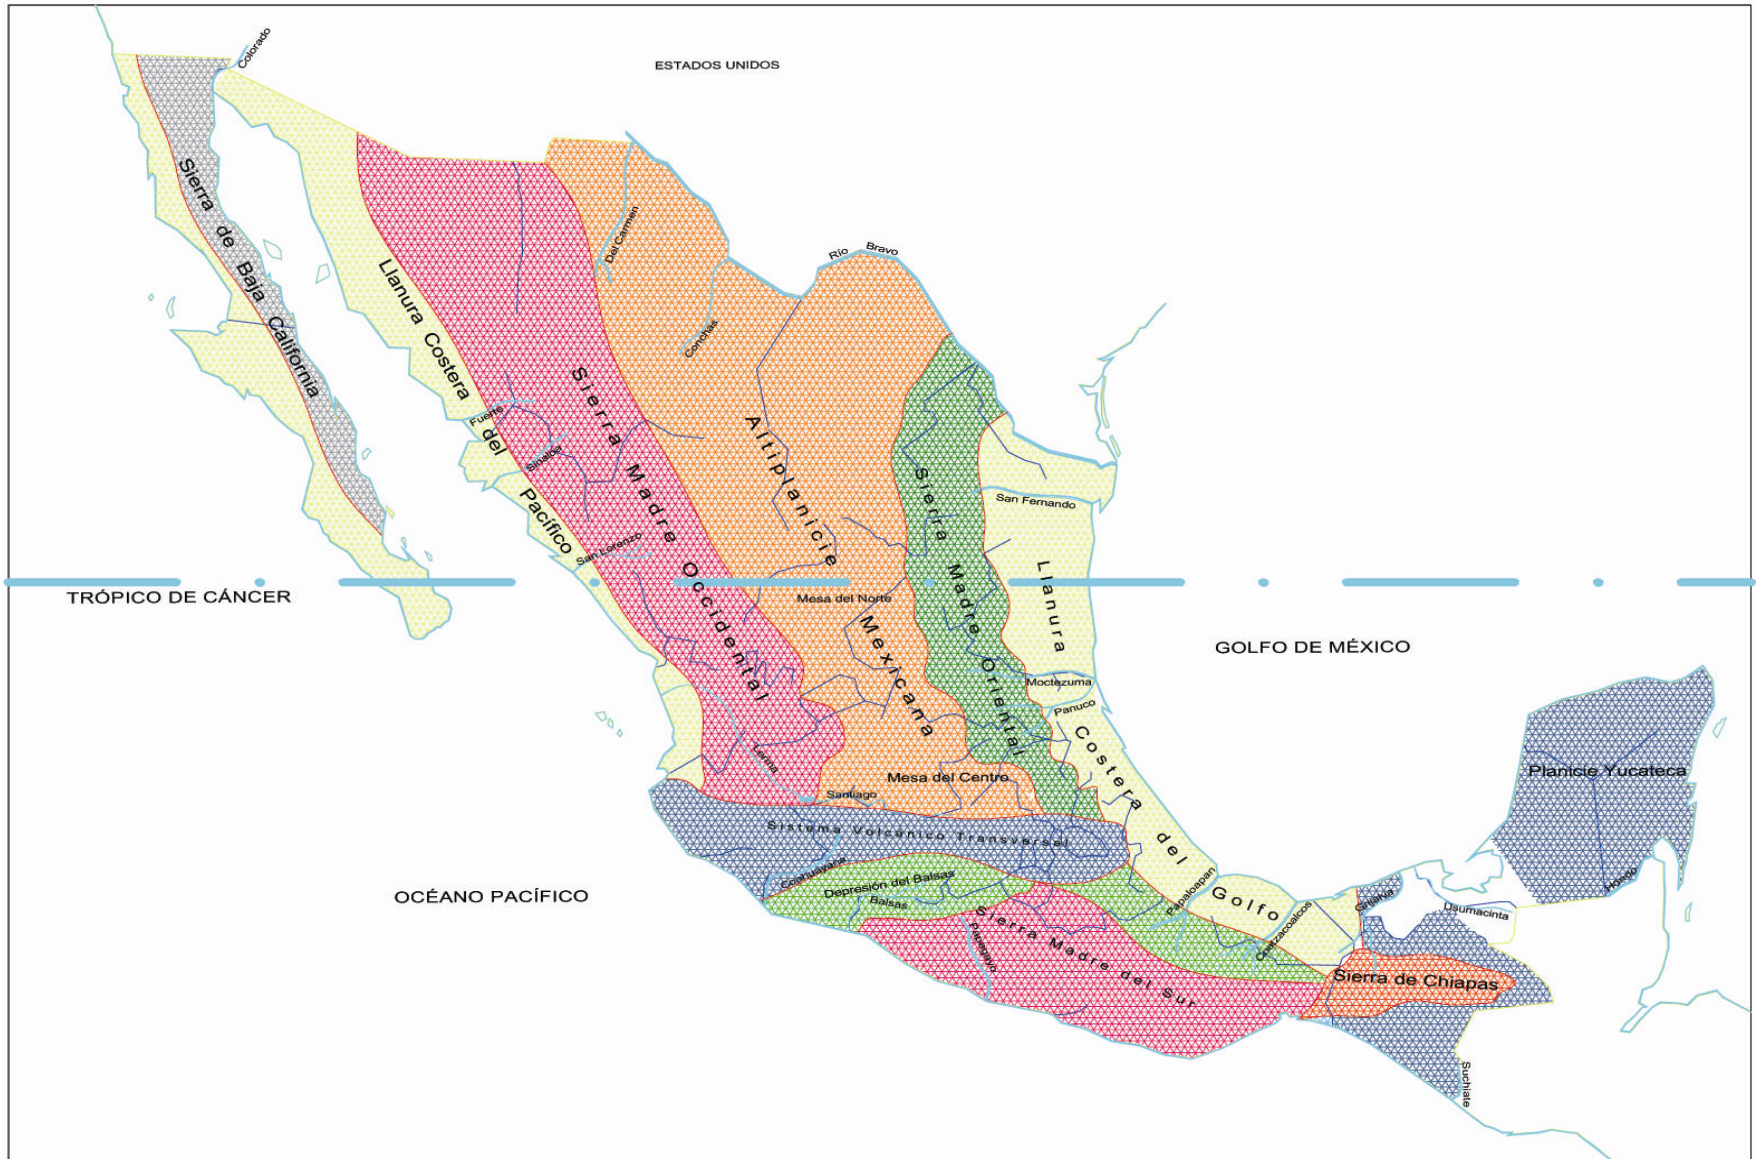 Colorado
ESTADOS UNIDOS
Sierra de Baja California
Del Carmen
Río Bravo
Llanura Costera del Pacífico
Conchas
Sierra Madre Occidental
Altiplanicie Mexicana
Fuerte
Sinaloa
Sierra Madre Oriental
San Fernando
San Lorenzo
TRÓPICO DE CÁNCER
Mesa del Norte
Llanura Costera del Golfo
GOLFO DE MÉXICO
Moctezuma
Panuco
Lerma
Mesa del Centro
Planicie Yucateca
Santiago
Sistema Volcánico Transversal
Coahuayana
Depresión del Balsas
Balsas
OCÉANO PACÍFICO
Papaloapan
Hondo
Grijalva
Usumacinta
Coatzacoalcos
Sierra Madre del Sur
Papagayo
Sierra de Chiapas
Suchiate